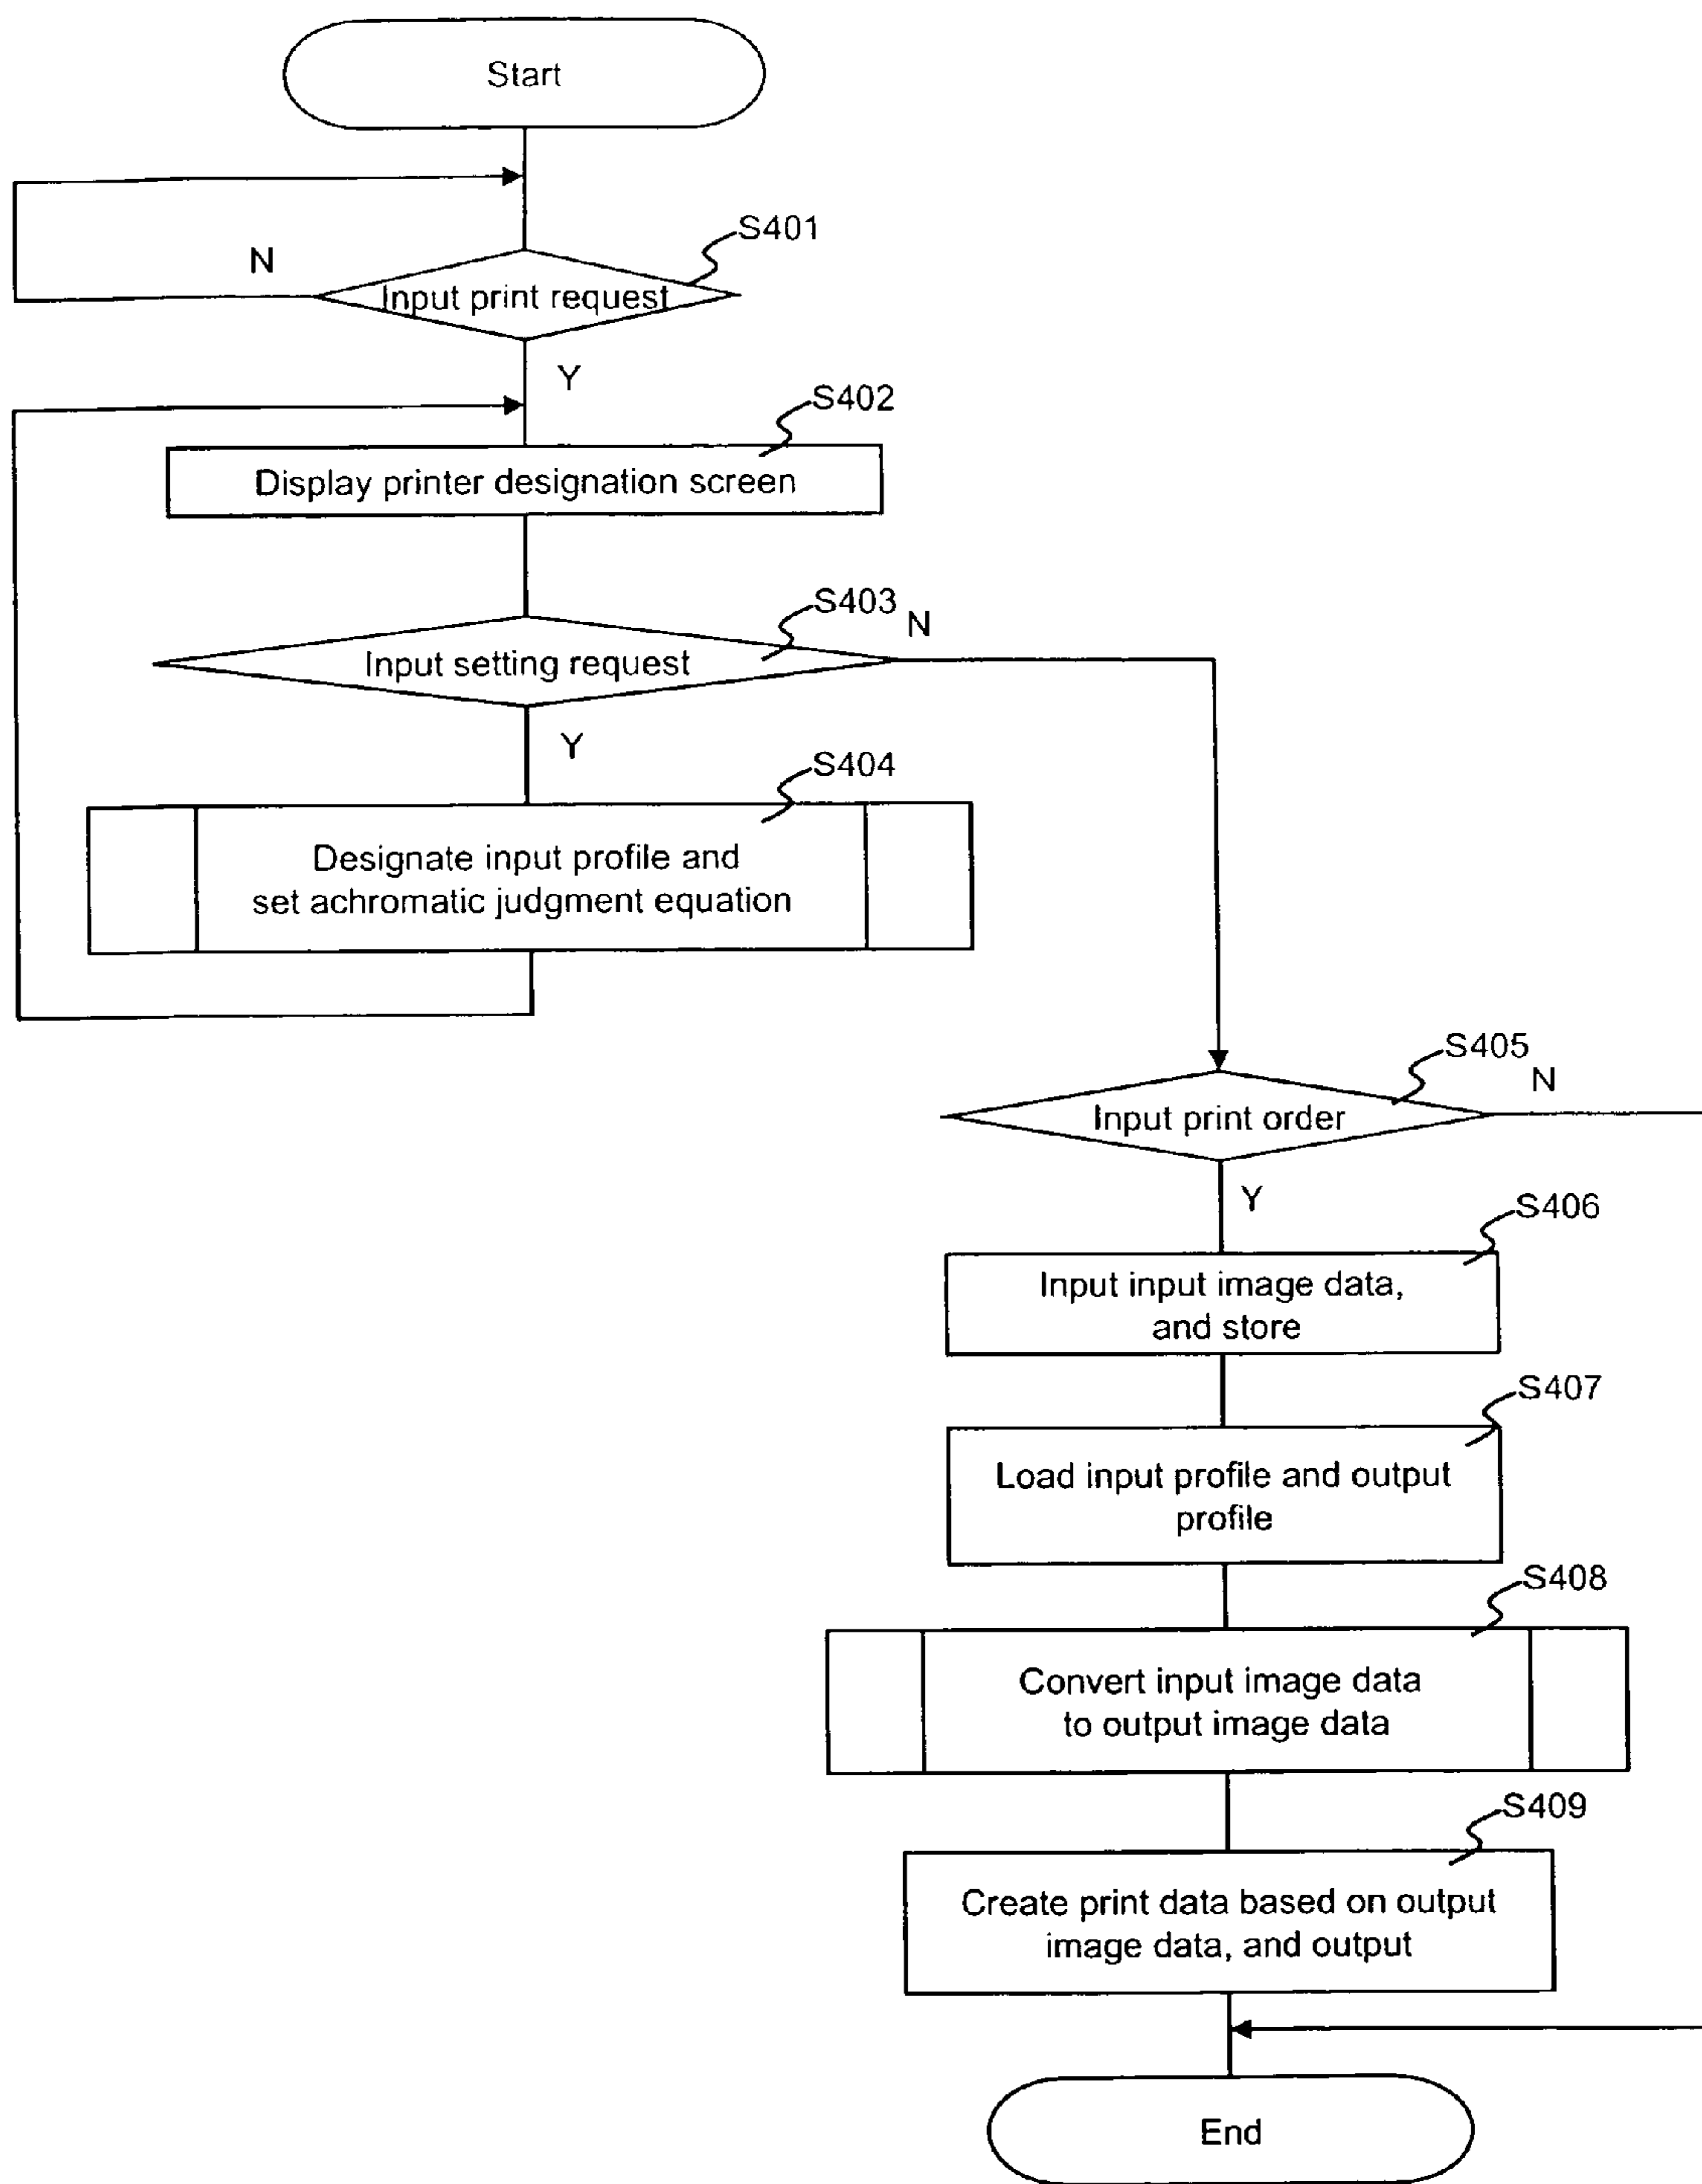 Start
S401
N
Input print request
Y
S402
Display printer designation screen
S403
N
Input setting request
Y
S404
Designate input profile and
set achromatic judgment equation
S405
N
Input print order
Y
S406
Input input image data,
and store
S407
Load input profile and output
profile
S408
Convert input image data
to output image data
S409
Create print data based on output
image data, and output
End